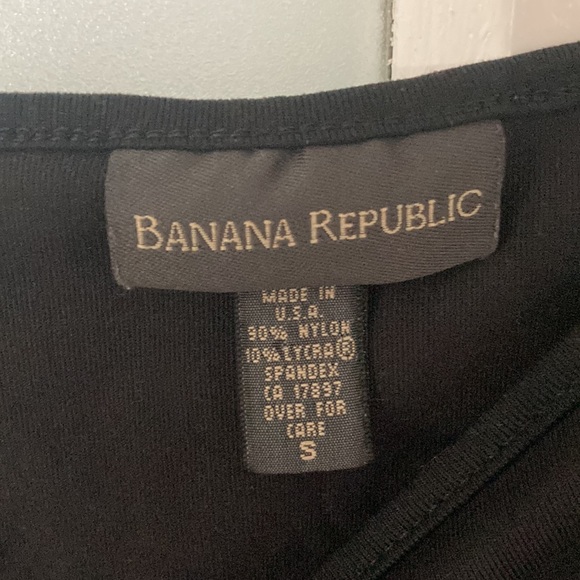 BANANA REPUBLIC
MADE IN
U.S.A.
90% NYLON
10% LYCRA®
SPANDEX
CA 17897
OVER FOR
CARE
S